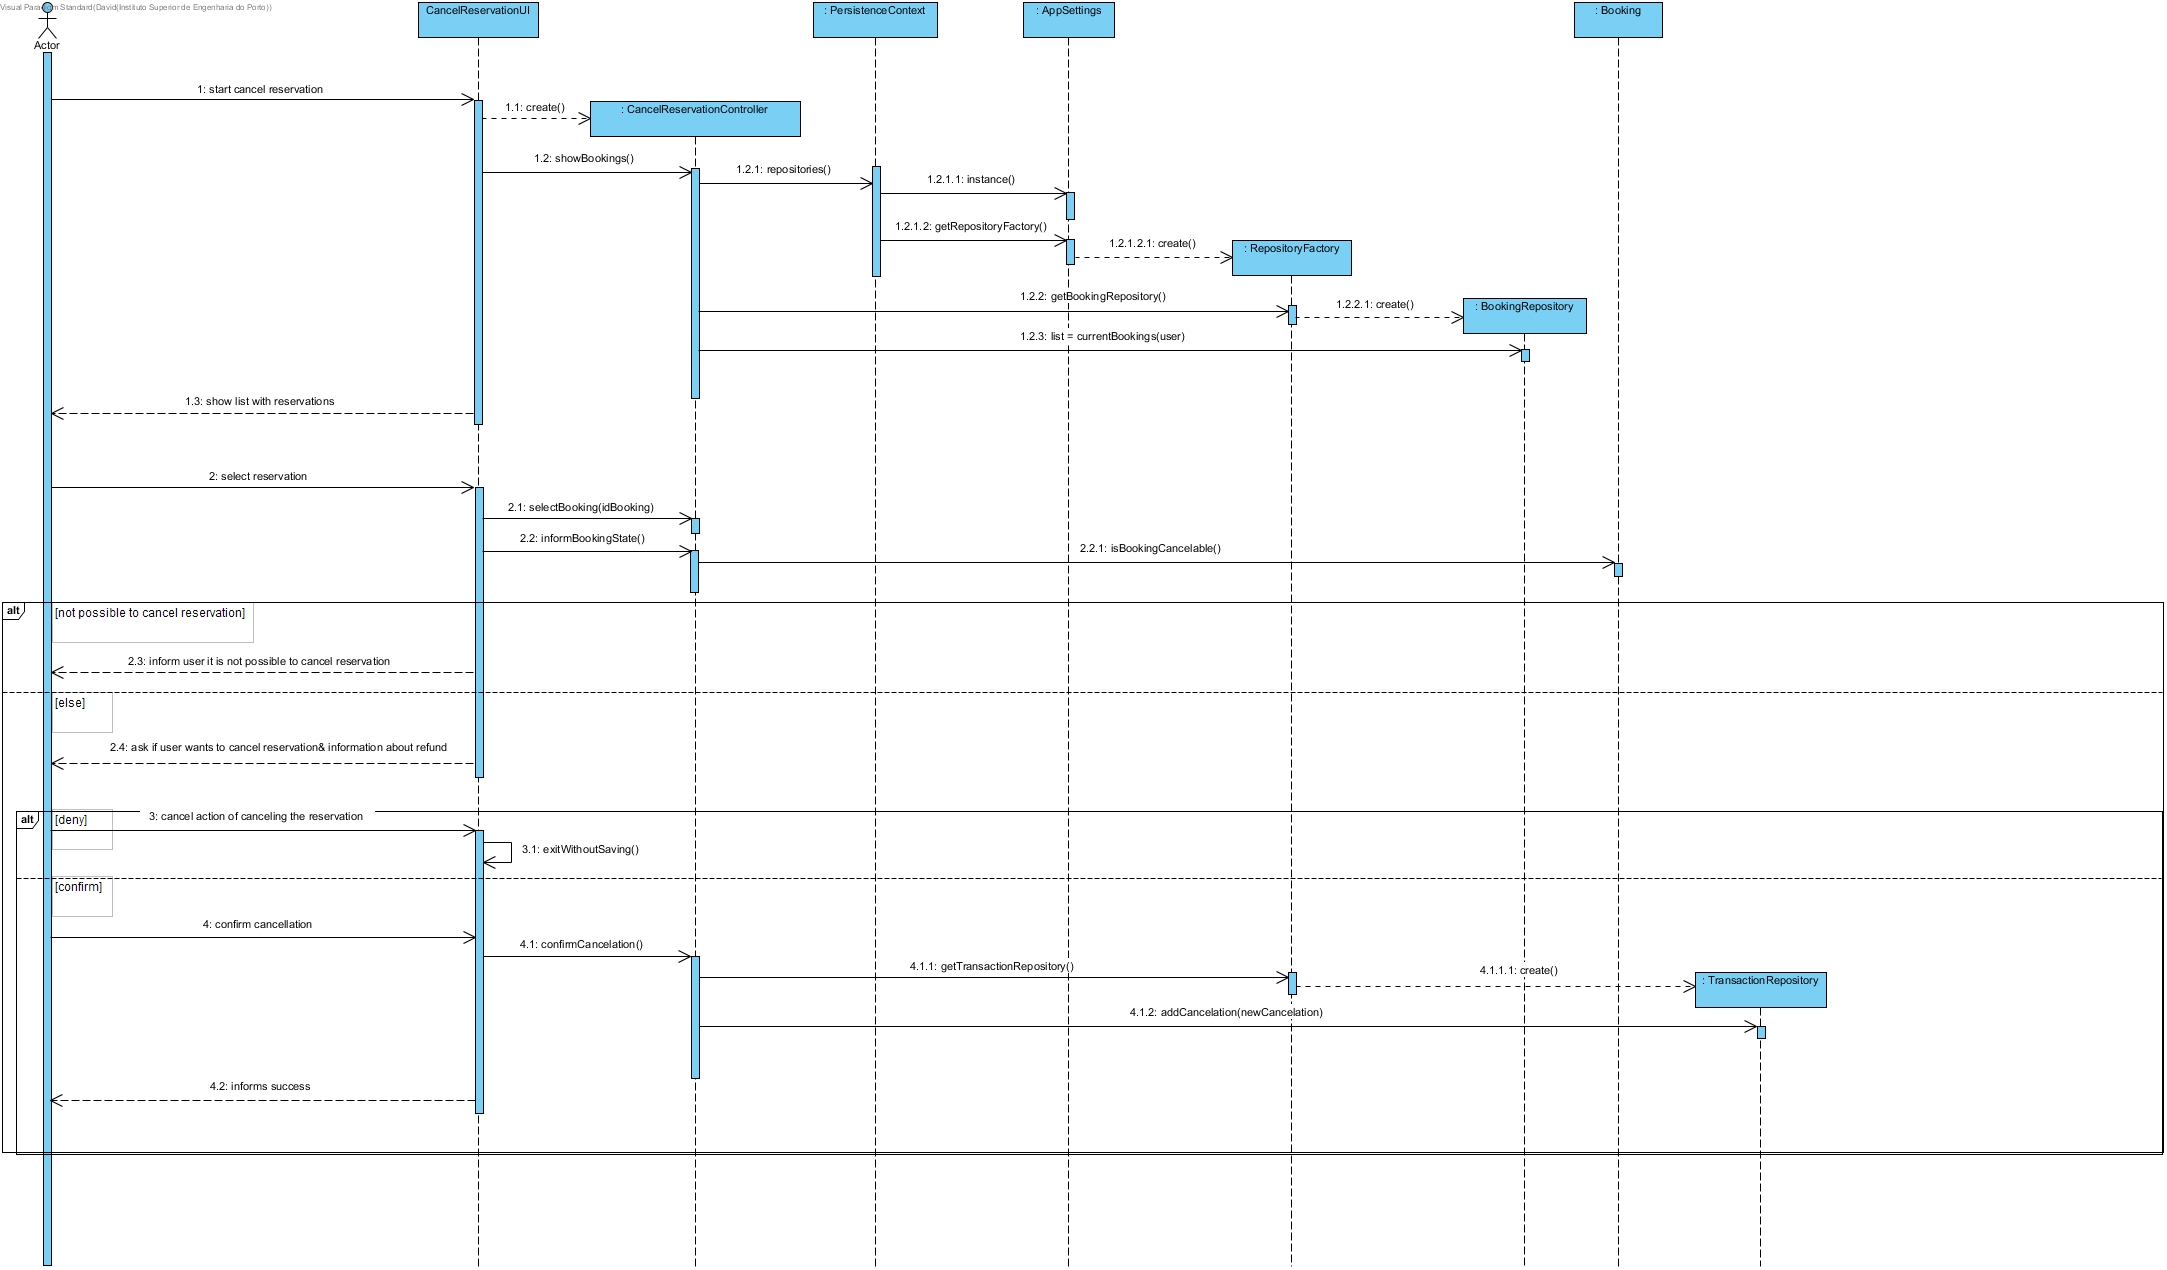 Visual Paradigm Standard(David(Instituto Superior de Engenharia do Porto))
Actor
CancelReservationUI
: PersistenceContext
: AppSettings
: Booking
1: start cancel reservation
1.1: create()
: CancelReservationController
1.2: showBookings()
1.2.1: repositories()
1.2.1.1: instance()
1.2.1.2: getRepositoryFactory()
1.2.1.2.1: create()
: RepositoryFactory
1.2.2: getBookingRepository()
1.2.2.1: create()
: BookingRepository
1.2.3: list = currentBookings(user)
1.3: show list with reservations
2: select reservation
2.1: selectBooking(idBooking)
2.2: informBookingState()
2.2.1: isBookingCancelable()
alt
[not possible to cancel reservation]
2.3: inform user it is not possible to cancel reservation
[else]
2.4: ask if user wants to cancel reservation& information about refund
alt
[deny]
3: cancel action of canceling the reservation
3.1: exitWithoutSaving()
[confirm]
4: confirm cancellation
4.1: confirmCancelation()
4.1.1: getTransactionRepository()
4.1.1.1: create()
: TransactionRepository
4.1.2: addCancelation(newCancelation)
4.2: informs success